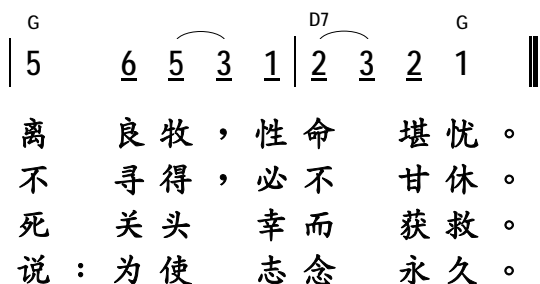 G D7 G
5 6 5 3 1 2 3 2 1
离 良牧，性命 堪忧。
不 寻得，必不 甘休。
死 关头 幸而 获救。
说：为使 志念 永久。